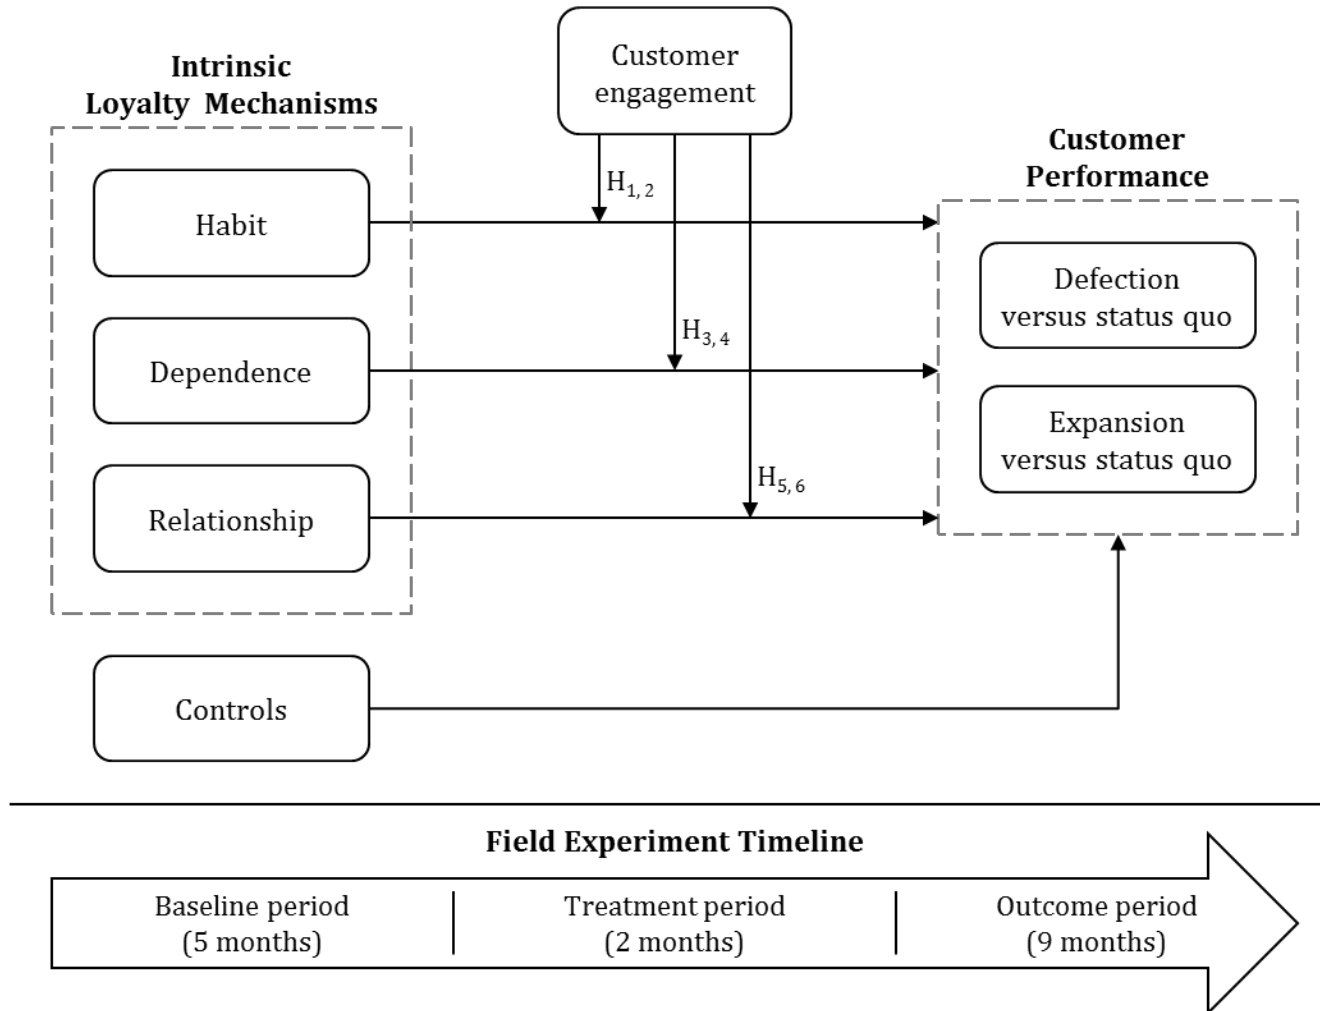 Customer
engagement
Intrinsic
Loyalty Mechanisms
Customer
Performance
H1, 2
Habit
Defection
versus status quo
H3, 4
Dependence
Expansion
versus status quo
H5, 6
Relationship
Controls
Field Experiment Timeline
Baseline period
(5 months)
Treatment period
(2 months)
Outcome period
(9 months)